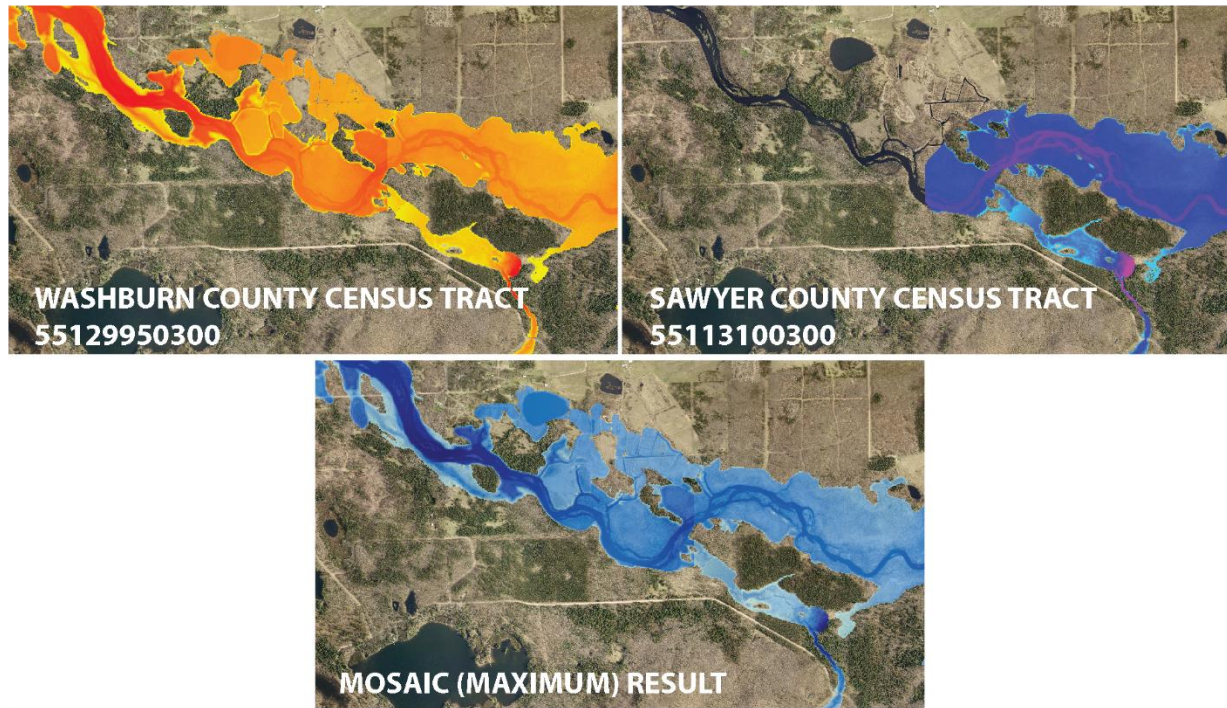 WASHBURN COUNTY CENSUS TRACT
55129950300
SAWYER COUNTY CENSUS TRACT
55113100300
MOSAIC (MAXIMUM) RESULT